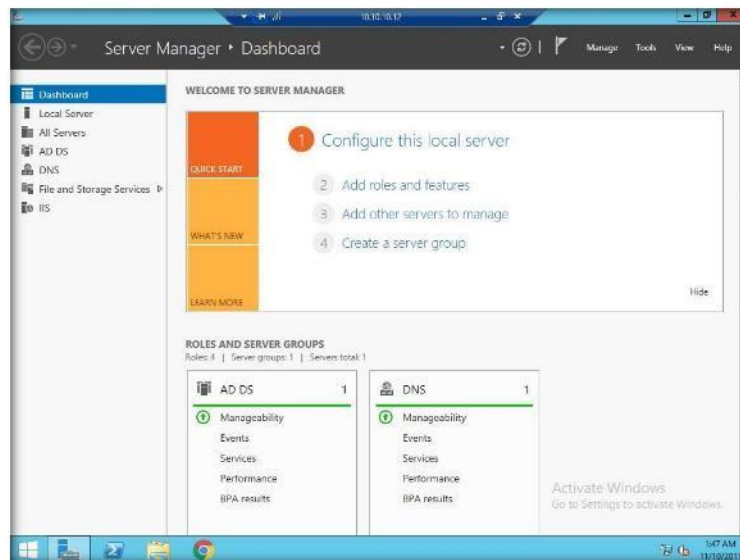 10.10.10.12
Server Manager • Dashboard
Manage Tools View Help
Dashboard
Local Server
All Servers
AD DS
DNS
File and Storage Services
IIS
WELCOME TO SERVER MANAGER
QUICK START
WHAT'S NEW
LEARN MORE
1 Configure this local server
2 Add roles and features
3 Add other servers to manage
4 Create a server group
Hide
ROLES AND SERVER GROUPS
Roles: 4 | Server groups: 1 | Servers total: 1
AD DS 1
Manageability
Events
Services
Performance
BPA results
DNS 1
Manageability
Events
Services
Performance
BPA results
Activate Windows
Go to Settings to activate Windows.
1:47 AM